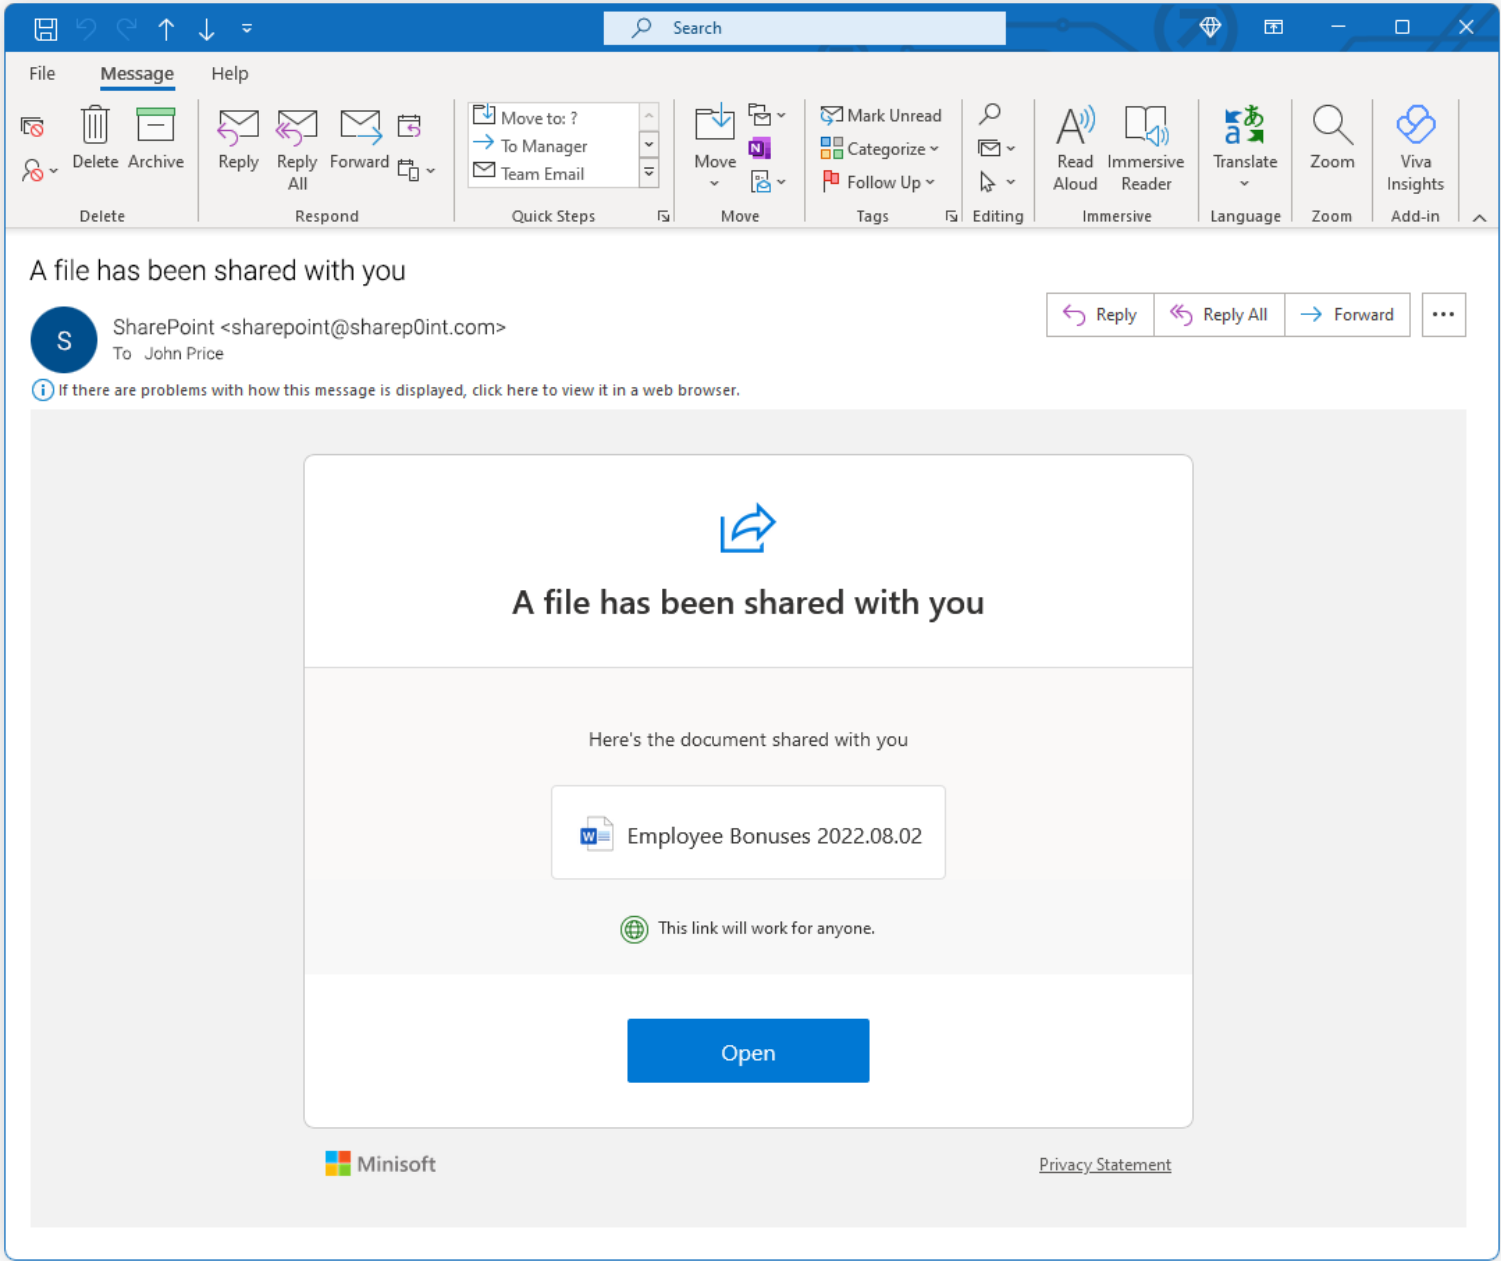 Search
File Message Help
Delete Archive
Reply Reply All Forward
Move to: ?
To Manager
Team Email
Move
Mark Unread
Categorize
Follow Up
Read Aloud Immersive Reader
Translate
Zoom
Viva Insights
Delete Respond Quick Steps Move Tags Editing Immersive Language Zoom Add-in
A file has been shared with you
S
SharePoint <sharepoint@sharep0int.com>
To John Price
Reply Reply All Forward
If there are problems with how this message is displayed, click here to view it in a web browser.
A file has been shared with you
Here's the document shared with you
W Employee Bonuses 2022.08.02
This link will work for anyone.
Open
Minisoft
Privacy Statement